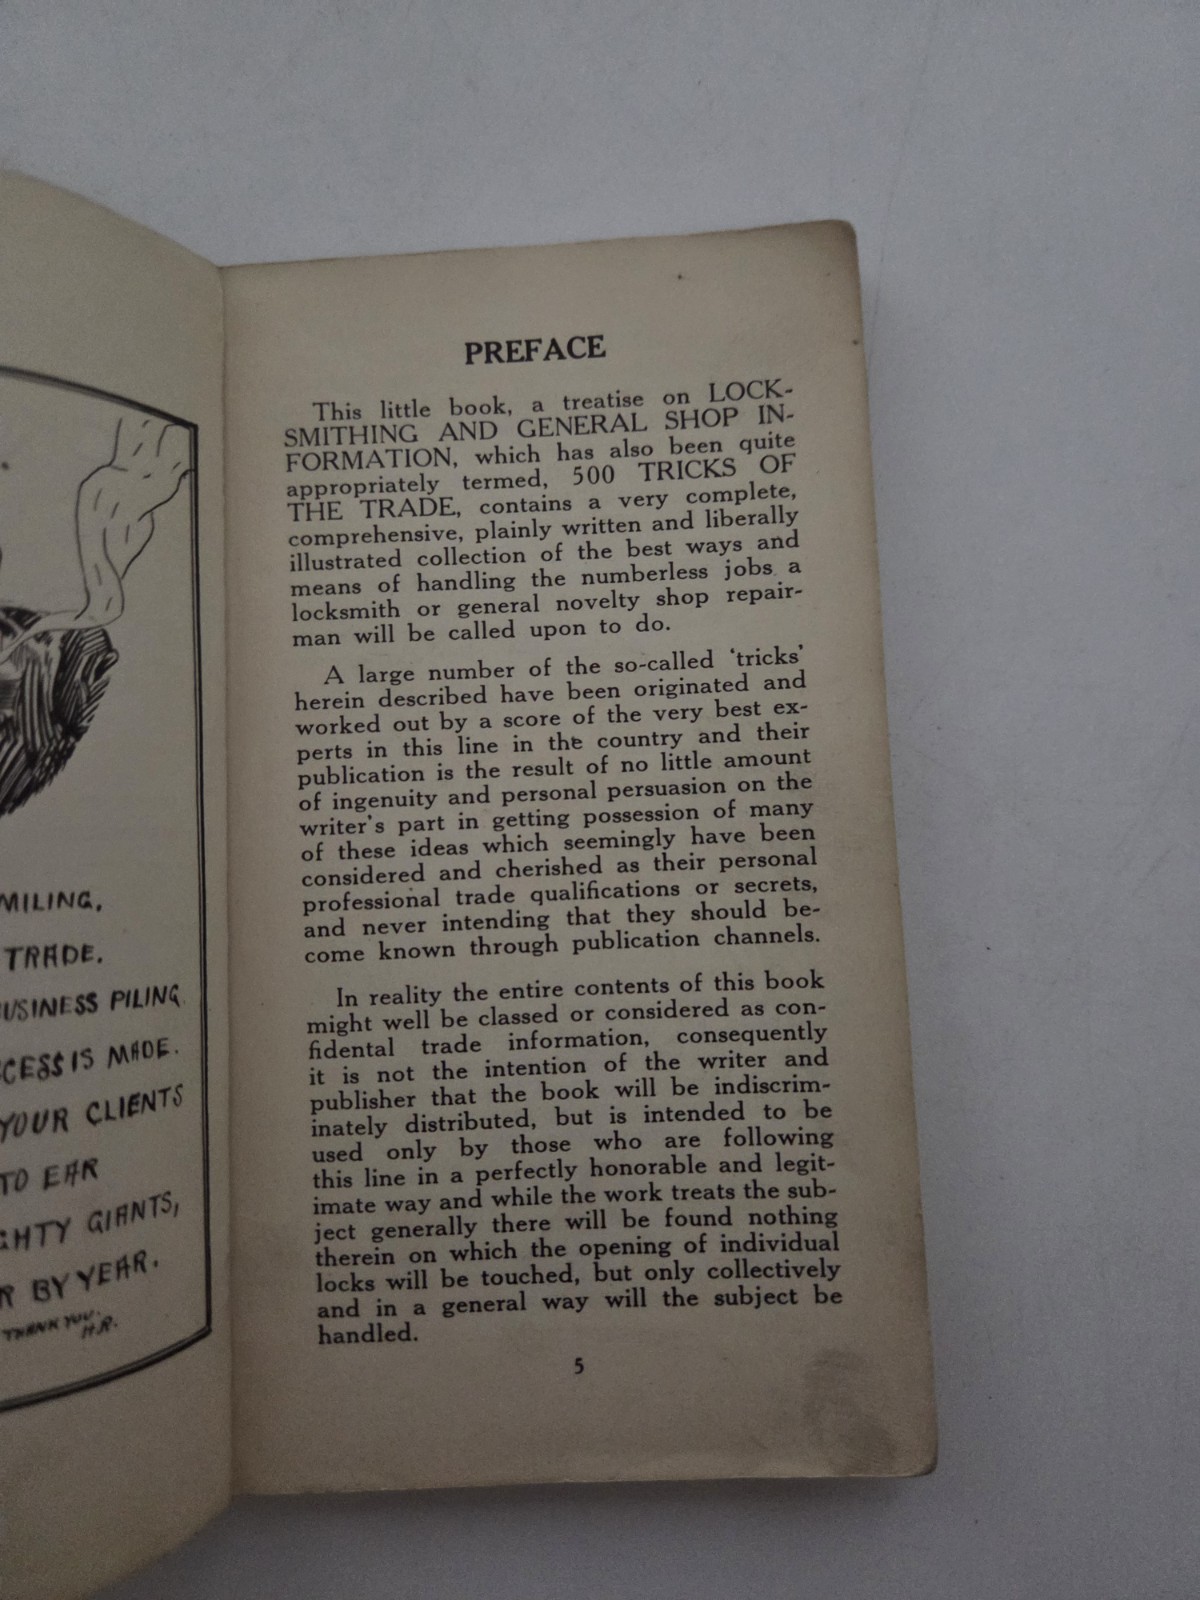 MILING,
TRADE.
USINESS PILING
CCESS IS MADE.
YOUR CLIENTS
TO EAR
GHTY GIANTS,
R BY YEAR.
THANK YOU.
H.R.
PREFACE
This little book, a treatise on LOCK-
SMITHING AND GENERAL SHOP IN-
FORMATION, which has also been quite
appropriately termed, 500 TRICKS OF
THE TRADE, contains a very complete,
comprehensive, plainly written and liberally
illustrated collection of the best ways and
means of handling the numberless jobs a
locksmith or general novelty shop repair-
man will be called upon to do.
A large number of the so-called 'tricks'
herein described have been originated and
worked out by a score of the very best ex-
perts in this line in the country and their
publication is the result of no little amount
of ingenuity and personal persuasion on the
writer's part in getting possession of many
of these ideas which seemingly have been
considered and cherished as their personal
professional trade qualifications or secrets,
and never intending that they should be-
come known through publication channels.
In reality the entire contents of this book
might well be classed or considered as con-
fidental trade information, consequently
it is not the intention of the writer and
publisher that the book will be indiscrim-
inately distributed, but is intended to be
used only by those who are following
this line in a perfectly honorable and legit-
imate way and while the work treats the sub-
ject generally there will be found nothing
therein on which the opening of individual
locks will be touched, but only collectively
and in a general way will the subject be
handled.
5